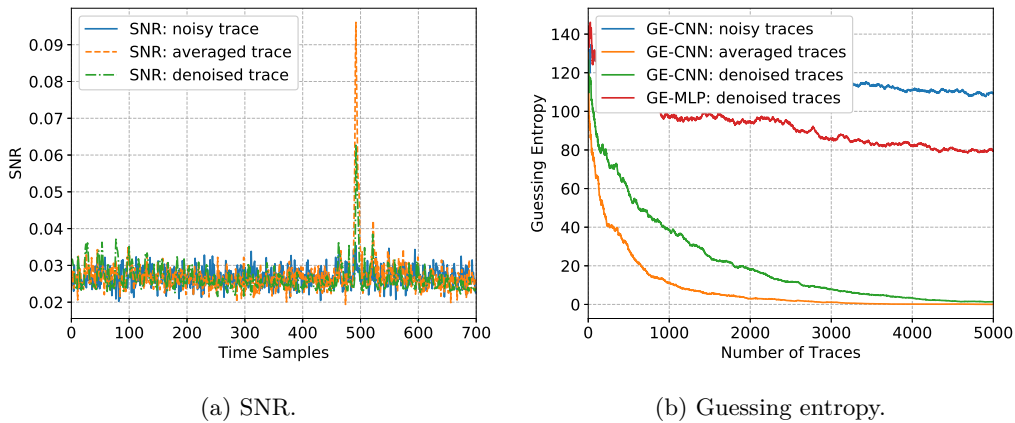 SNR: noisy trace
SNR: averaged trace
SNR: denoised trace
SNR
0.09
0.08
0.07
0.06
0.05
0.04
0.03
0.02
0 100 200 300 400 500 600 700
Time Samples
(a) SNR.
GE-CNN: noisy traces
GE-CNN: averaged traces
GE-CNN: denoised traces
GE-MLP: denoised traces
Guessing Entropy
140
120
100
80
60
40
20
0
0 1000 2000 3000 4000 5000
Number of Traces
(b) Guessing entropy.